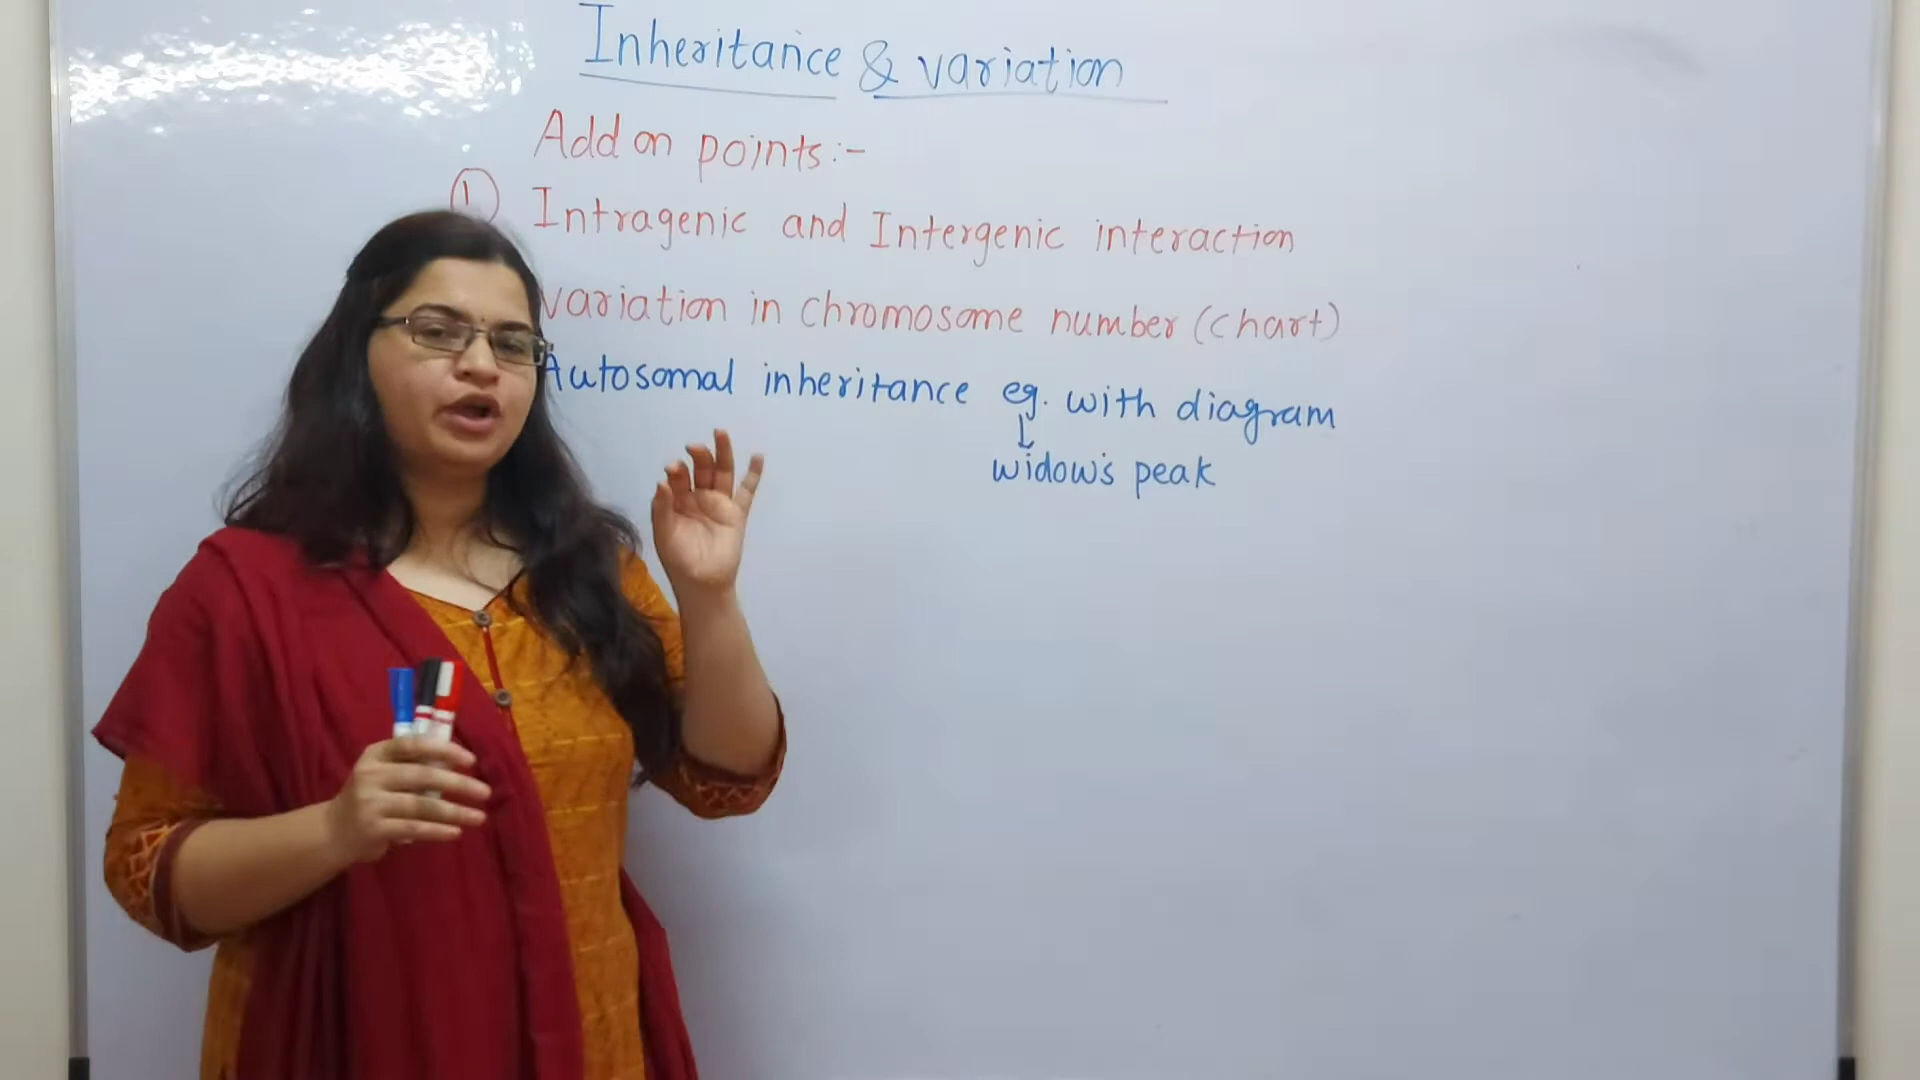 Inheritance & variation
Add on points:-
1. Intragenic and Intergenic interaction
variation in chromosome number (chart)
Autosomal inheritance eg. with diagram
widow's peak